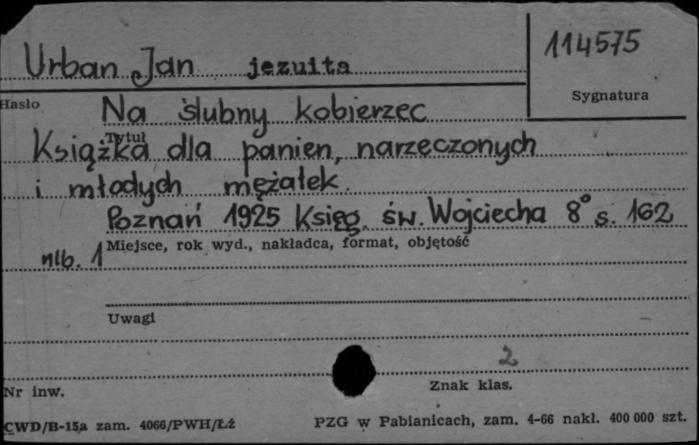 Urban Jan jezuita
114575
Hasło
Sygnatura
Na ślubny kobierzec
Tytuł
Książka dla panien, narzeczonych
i młodych mężatek.
Poznań 1925 Księg. św. Wojciecha 8° s. 162
Miejsce, rok wyd., nakładca, format, objętość
nlb. 1
Uwagi
2
Nr inw.
Znak klas.
CWD/B-15a zam. 4066/PWH/Łż
PZG w Pabianicach, zam. 4-66 nakł. 400 000 szt.